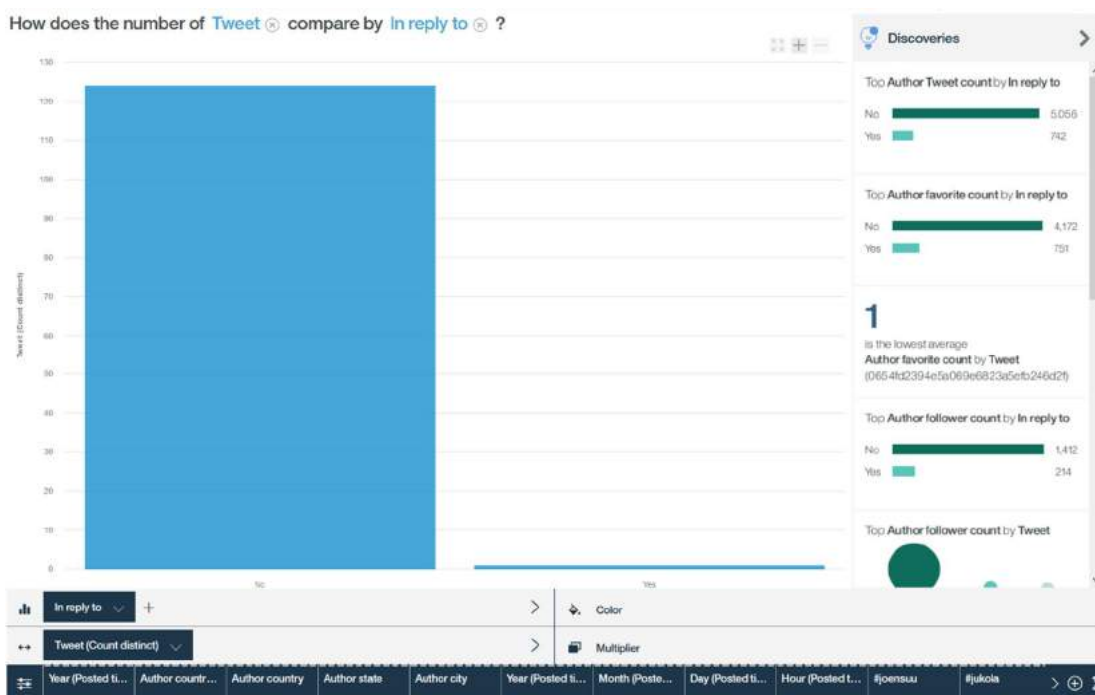 How does the number of Tweet compare by In reply to ?
Discoveries
130
120
110
100
90
80
70
60
50
40
30
20
10
0
Tweet (Count distinct)
No
Yes
Top Author Tweet count by In reply to
No 5,056
Yes 742
Top Author favorite count by In reply to
No 4,172
Yes 751
1
is the lowest average
Author favorite count by Tweet
(0654fd2394e5a069e6823a5efb246d2f)
Top Author follower count by In reply to
No 1,412
Yes 214
Top Author follower count by Tweet
In reply to
Color
Tweet (Count distinct)
Multiplier
Year (Posted ti... Author countr... Author country Author state Author city Year (Posted ti... Month (Poste... Day (Posted ti... Hour (Posted t... #joensuu #jukola